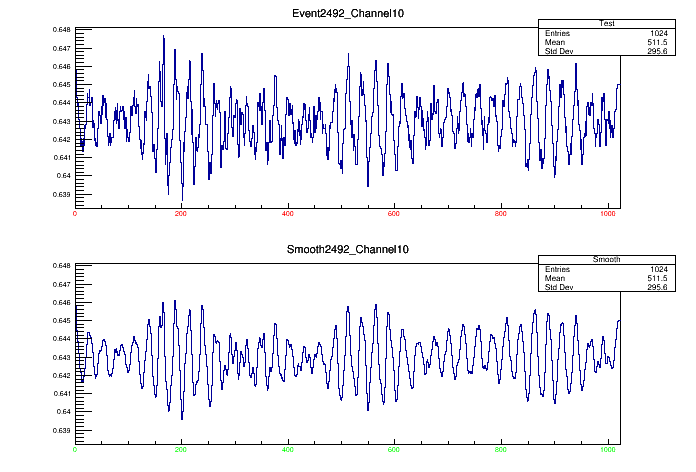 Event2492_Channel10
Test
Entries 1024
Mean 511.5
Std Dev 295.6
0.648
0.647
0.646
0.645
0.644
0.643
0.642
0.641
0.64
0.639
0 200 400 600 800 1000
Smooth2492_Channel10
Smooth
Entries 1024
Mean 511.5
Std Dev 295.6
0.648
0.647
0.646
0.645
0.644
0.643
0.642
0.641
0.64
0.639
0 200 400 600 800 1000